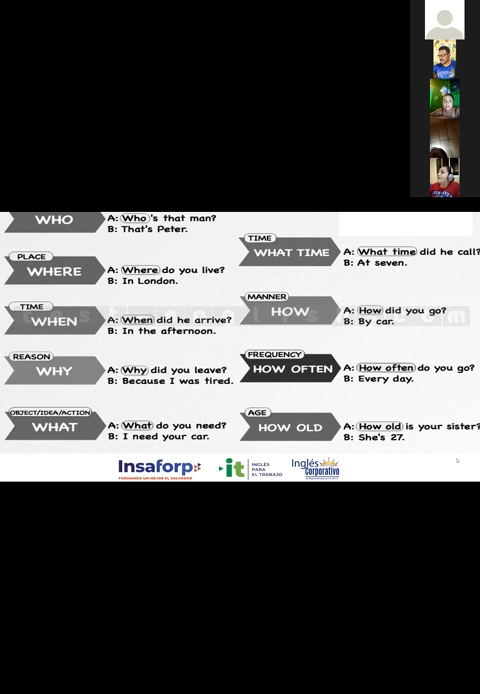 WHO
A: Who's that man?
B: That's Peter.
PLACE
WHERE
A: Where do you live?
B: In London.
TIME
WHEN
A: When did he arrive?
B: In the afternoon.
REASON
WHY
A: Why did you leave?
B: Because I was tired.
OBJECT/IDEA/ACTION
WHAT
A: What do you need?
B: I need your car.
TIME
WHAT TIME
A: What time did he call?
B: At seven.
MANNER
HOW
A: How did you go?
B: By car.
FREQUENCY
HOW OFTEN
A: How often do you go?
B: Every day.
AGE
HOW OLD
A: How old is your sister?
B: She's 27.
Insaforp
FORMANDO UN MEJOR EL SALVADOR
it
INGLÉS
PARA
EL TRABAJO
Inglés
Corporativo